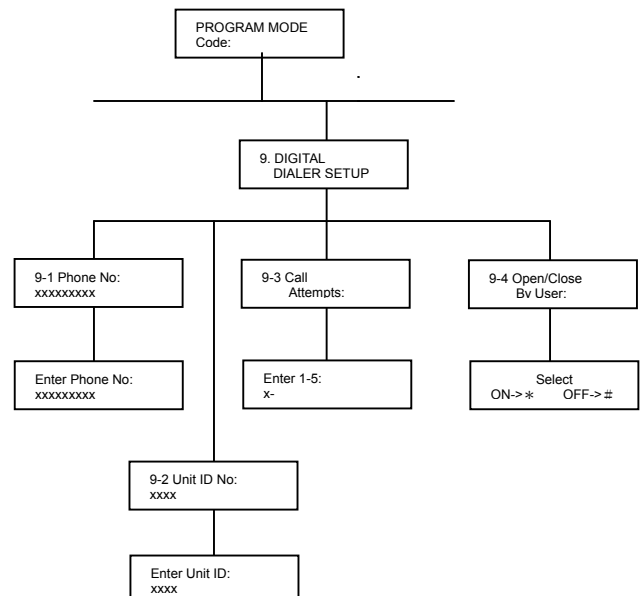 PROGRAM MODE
Code:
9. DIGITAL
DIALER SETUP
9-1 Phone No:
xxxxxxxxx
9-3 Call
Attempts:
9-4 Open/Close
By User:
Enter Phone No:
xxxxxxxxx
Enter 1-5:
x-
Select
ON->* OFF->#
9-2 Unit ID No:
xxxx
Enter Unit ID:
xxxx